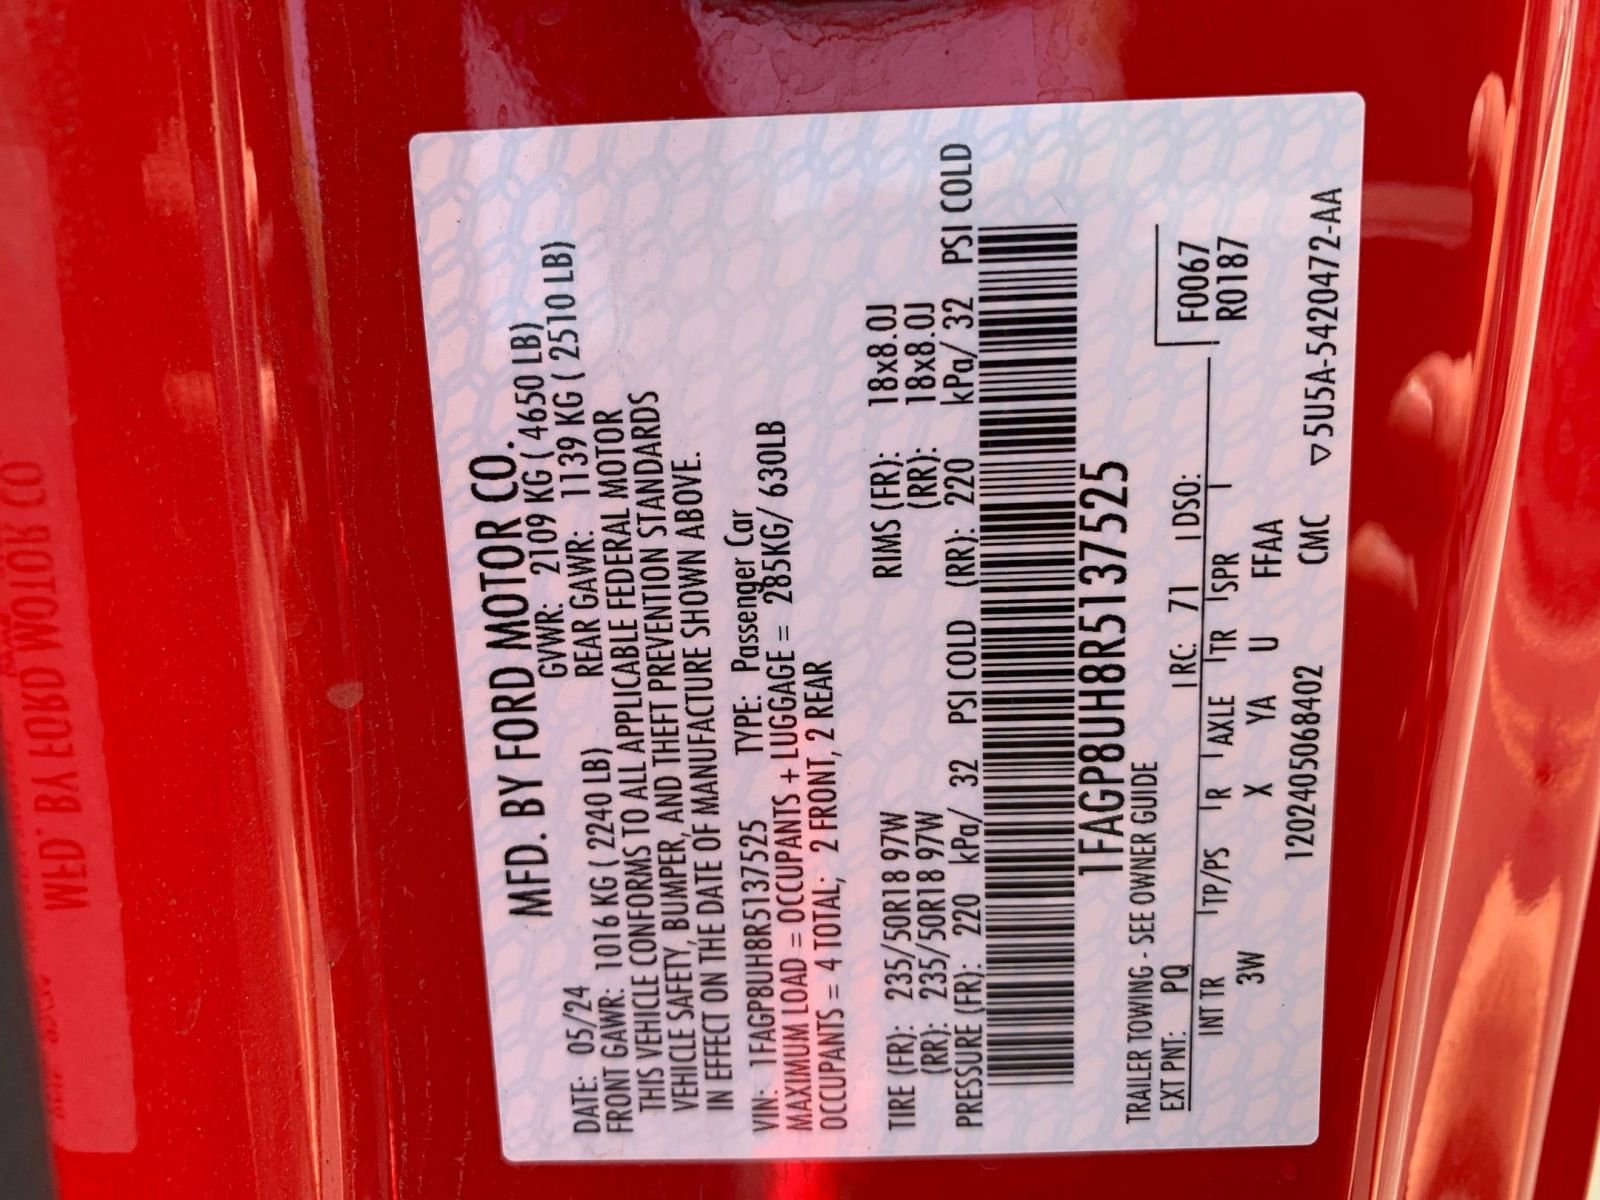 MFD. BY FORD MOTOR CO.
DATE: 05/24 GVWR: 2109 KG ( 4650 LB)
FRONT GAWR: 1016 KG ( 2240 LB) REAR GAWR: 1139 KG ( 2510 LB)
THIS VEHICLE CONFORMS TO ALL APPLICABLE FEDERAL MOTOR
VEHICLE SAFETY, BUMPER, AND THEFT PREVENTION STANDARDS
IN EFFECT ON THE DATE OF MANUFACTURE SHOWN ABOVE.
VIN: 1FAGP8UH8R5137525 TYPE: Passenger Car
MAXIMUM LOAD = OCCUPANTS + LUGGAGE = 285KG/ 630LB
OCCUPANTS = 4 TOTAL; 2 FRONT, 2 REAR
TIRE (FR): 235/50R18 97W RIMS (FR): 18x8.0J
(RR): 235/50R18 97W (RR): 18x8.0J
PRESSURE (FR): 220 kPa/ 32 PSI COLD (RR): 220 kPa/ 32 PSI COLD
1FAGP8UH8R5137525
TRAILER TOWING - SEE OWNER GUIDE
EXT PNT: PQ RC: 71 DSO: F0067
INT TR TP/PS R AXLE TR SPR R0187
3W X YA U FFAA
1202405068402 CMC ▽5U5A-5420472-AA
MFD. BY FORD MOTOR CO